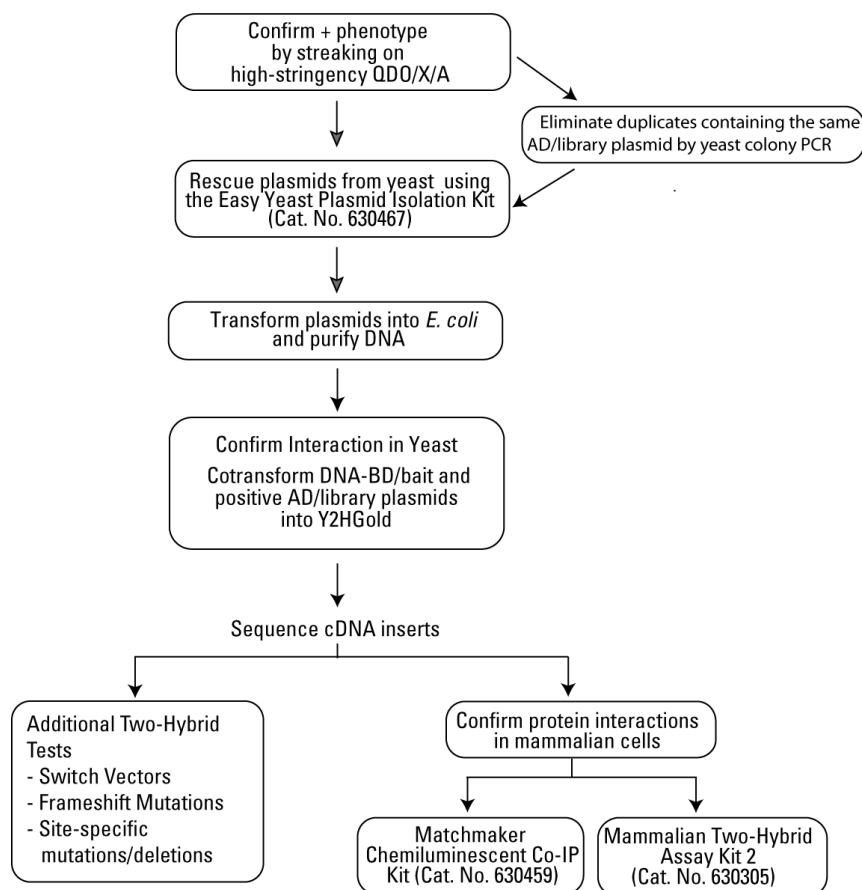 Confirm + phenotype
by streaking on
high-stringency QDO/X/A
Eliminate duplicates containing the same
AD/library plasmid by yeast colony PCR
Rescue plasmids from yeast using
the Easy Yeast Plasmid Isolation Kit
(Cat. No. 630467)
Transform plasmids into E. coli
and purify DNA
Confirm Interaction in Yeast
Cotransform DNA-BD/bait and
positive AD/library plasmids
into Y2HGold
Sequence cDNA inserts
Additional Two-Hybrid
Tests
- Switch Vectors
- Frameshift Mutations
- Site-specific
mutations/deletions
Confirm protein interactions
in mammalian cells
Matchmaker
Chemiluminescent Co-IP
Kit (Cat. No. 630459)
Mammalian Two-Hybrid
Assay Kit 2
(Cat. No. 630305)